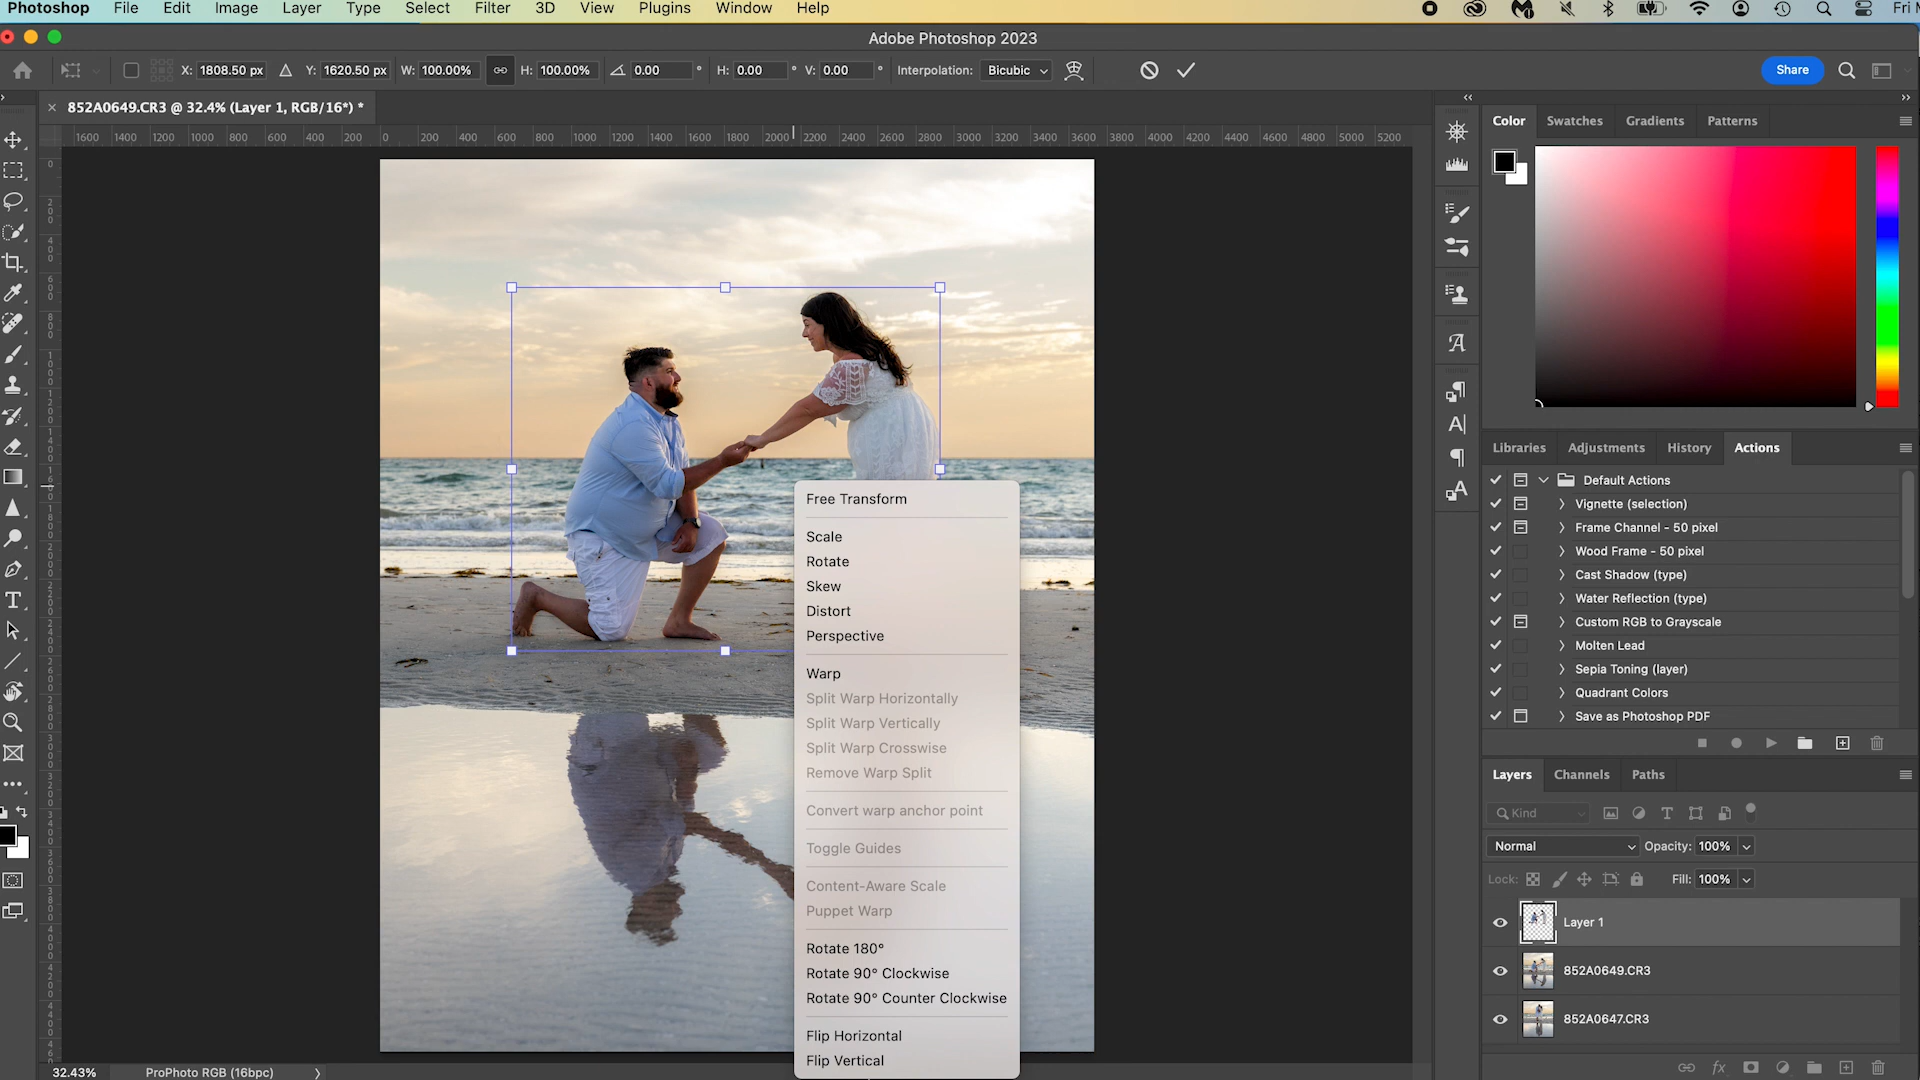 Photoshop File Edit Image Layer Type Select Filter 3D View Plugins Window Help Fri
Adobe Photoshop 2023
X: 1808.50 px Y: 1620.50 px W: 100.00% H: 100.00% 0.00 ° H: 0.00 ° V: 0.00 ° Interpolation: Bicubic Share
852A0649.CR3 @ 32.4% (Layer 1, RGB/16*) *
1600 1400 1200 1000 800 600 400 200 0 200 400 600 800 1000 1200 1400 1600 1800 2000 2200 2400 2600 2800 3000 3200 3400 3600 3800 4000 4200 4400 4600 4800 5000 5200
Color Swatches Gradients Patterns
Libraries Adjustments History Actions
Default Actions
Vignette (selection)
Frame Channel - 50 pixel
Wood Frame - 50 pixel
Cast Shadow (type)
Water Reflection (type)
Custom RGB to Grayscale
Molten Lead
Sepia Toning (layer)
Quadrant Colors
Save as Photoshop PDF
Free Transform
Scale
Rotate
Skew
Distort
Perspective
Warp
Split Warp Horizontally
Split Warp Vertically
Split Warp Crosswise
Remove Warp Split
Convert warp anchor point
Toggle Guides
Content-Aware Scale
Puppet Warp
Rotate 180°
Rotate 90° Clockwise
Rotate 90° Counter Clockwise
Flip Horizontal
Flip Vertical
Layers Channels Paths
Kind
Normal Opacity: 100%
Lock: Fill: 100%
Layer 1
852A0649.CR3
852A0647.CR3
fx
32.43% ProPhoto RGB (16bpc)